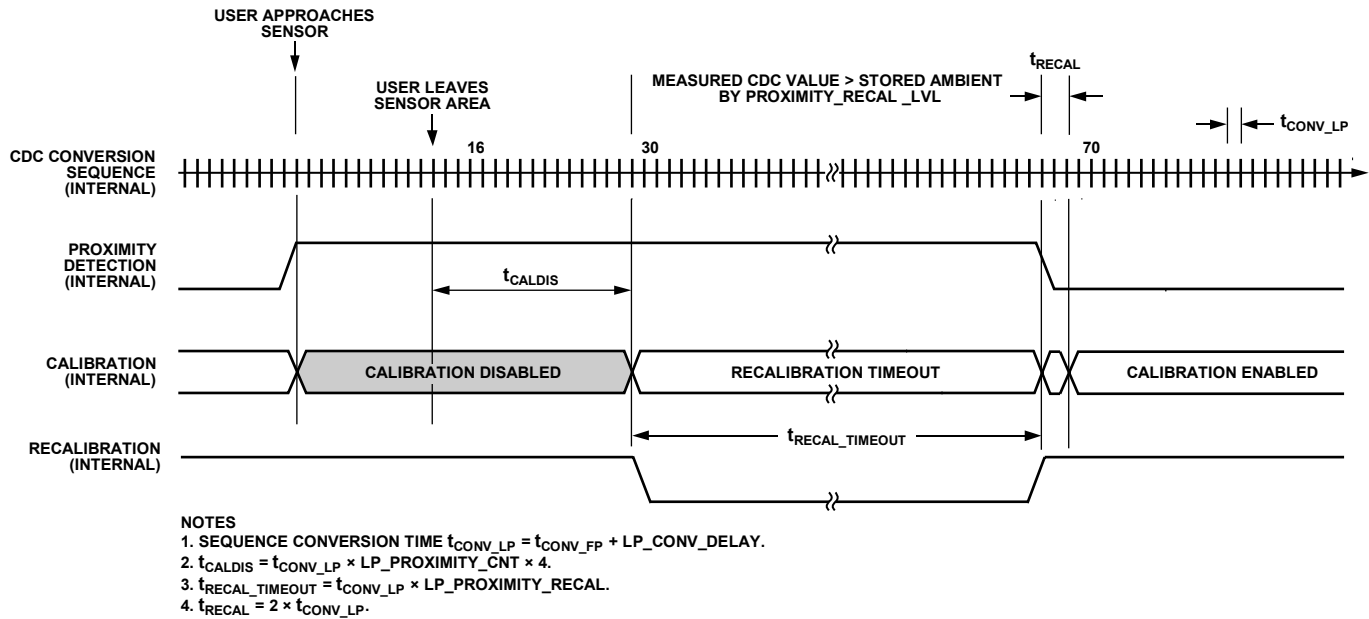 USER APPROACHES
SENSOR
USER LEAVES
SENSOR AREA
MEASURED CDC VALUE > STORED AMBIENT
BY PROXIMITY_RECAL _LVL
tRECAL
tCONV_LP
CDC CONVERSION
SEQUENCE
(INTERNAL)
16
30
70
PROXIMITY
DETECTION
(INTERNAL)
tCALDIS
CALIBRATION
(INTERNAL)
CALIBRATION DISABLED
RECALIBRATION TIMEOUT
CALIBRATION ENABLED
RECALIBRATION
(INTERNAL)
tRECAL_TIMEOUT
NOTES
1. SEQUENCE CONVERSION TIME tCONV_LP = tCONV_FP + LP_CONV_DELAY.
2. tCALDIS = tCONV_LP × LP_PROXIMITY_CNT × 4.
3. tRECAL_TIMEOUT = tCONV_LP × LP_PROXIMITY_RECAL.
4. tRECAL = 2 × tCONV_LP.